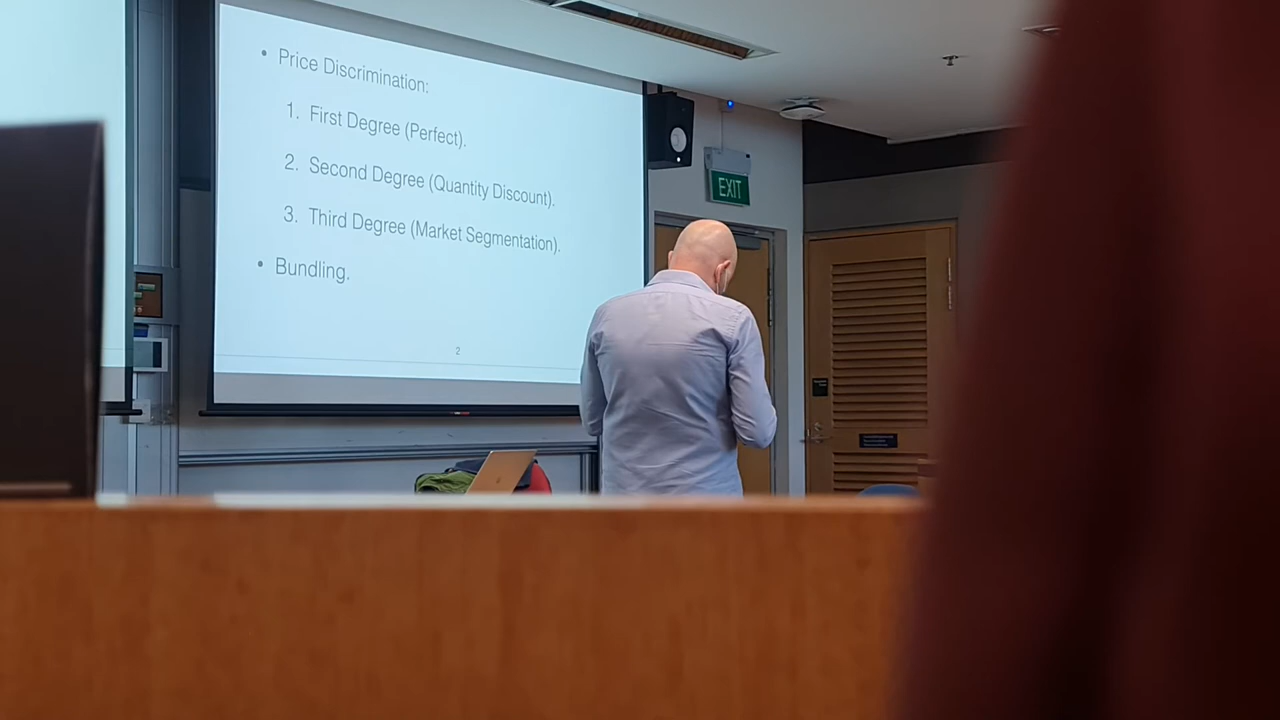 • Price Discrimination:
1. First Degree (Perfect).
2. Second Degree (Quantity Discount).
3. Third Degree (Market Segmentation).
• Bundling.
2
EXIT